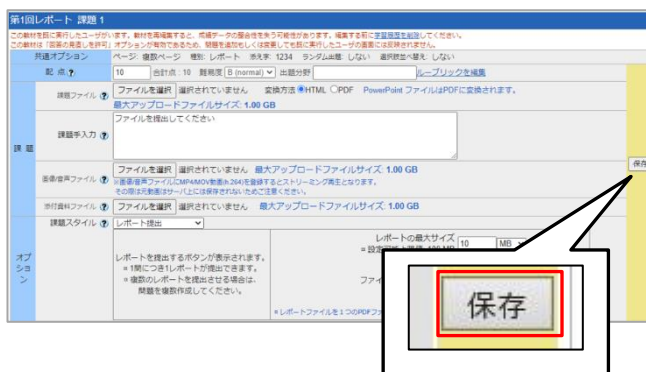 第1回レポート 課題 1
この教材を既に実行したユーザがいます。教材を再編集すると、成績データの整合性を失う可能性があります。編集する前に学習履歴を削除してください。
この教材は「回答の見直しを許可」オプションが有効であるため、問題を追加もしくは変更しても既に実行したユーザの画面には反映されません。
共通オプション ページ: 複数ページ 種別: レポート 1234 ランダム出題: しない 選択肢並べ替え: しない
配 点 10 合計点 : 10 難易度 B (normal) 出題分野 ルーブリックを編集
課題ファイル ファイルを選択 選択されていません 変換方法 HTML PDF PowerPoint ファイルはPDFに変換されます。
最大アップロードファイルサイズ: 1.00 GB
課題手入力 ファイルを提出してください
課 題
保存
画像/音声ファイル ファイルを選択 選択されていません 最大アップロードファイルサイズ: 1.00 GB
※画像/音声ファイルにMP4/MOV動画(h.264)を登録するとストリーミング再生となります。
その際は元動画はサーバ上には保存されないためご注意ください。
添付資料ファイル ファイルを選択 選択されていません 最大アップロードファイルサイズ: 1.00 GB
課題スタイル レポート提出
オプション
レポートを提出するボタンが表示されます。
※ 1問につき1レポートが提出できます。
※ 複数のレポートを提出させる場合は、
問題を複数作成してください。
レポートの最大サイズ 10 MB
ファイ
※レポートファイルを1つのPDFファ
保存